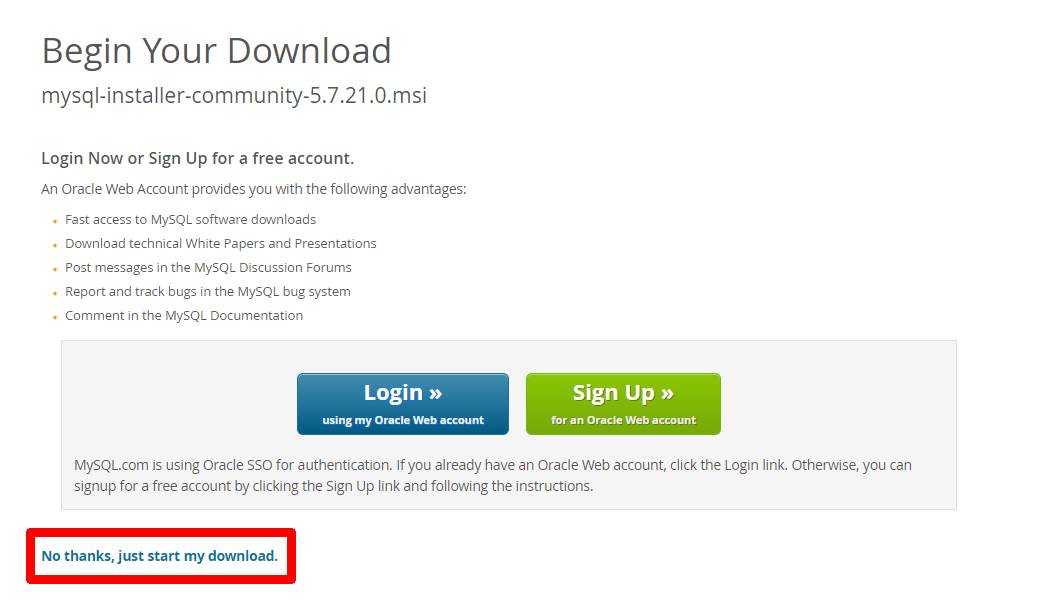 Begin Your Download
mysql-installer-community-5.7.21.0.msi
Login Now or Sign Up for a free account.
An Oracle Web Account provides you with the following advantages:
Fast access to MySQL software downloads
Download technical White Papers and Presentations
Post messages in the MySQL Discussion Forums
Report and track bugs in the MySQL bug system
Comment in the MySQL Documentation
Login »
using my Oracle Web account
Sign Up »
for an Oracle Web account
MySQL.com is using Oracle SSO for authentication. If you already have an Oracle Web account, click the Login link. Otherwise, you can
signup for a free account by clicking the Sign Up link and following the instructions.
No thanks, just start my download.